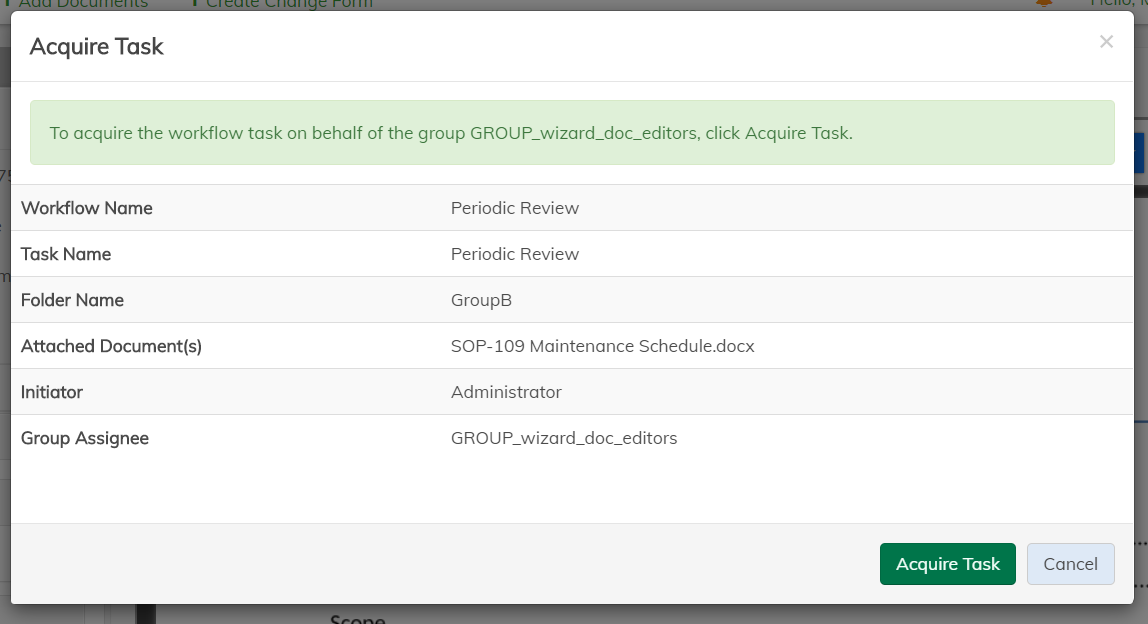 Add Documents Create Change Form Hello,
Acquire Task ×
To acquire the workflow task on behalf of the group GROUP_wizard_doc_editors, click Acquire Task.
Workflow Name Periodic Review
Task Name Periodic Review
Folder Name GroupB
Attached Document(s) SOP-109 Maintenance Schedule.docx
Initiator Administrator
Group Assignee GROUP_wizard_doc_editors
Acquire Task Cancel
Scope